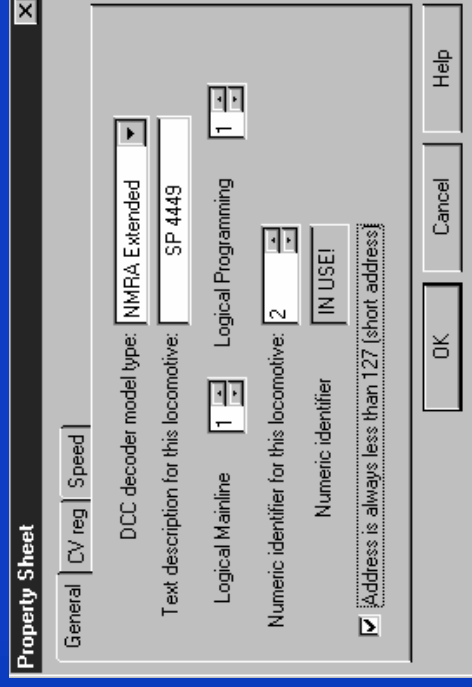 Property Sheet
General CV reg Speed
DCC decoder model type: NMRA Extended
Text description for this locomotive: SP 4449
Logical Mainline 1 Logical Programming 1
Numeric identifier for this locomotive: 2
Numeric identifier IN USE!
Address is always less than 127 (short address)
OK Cancel Help